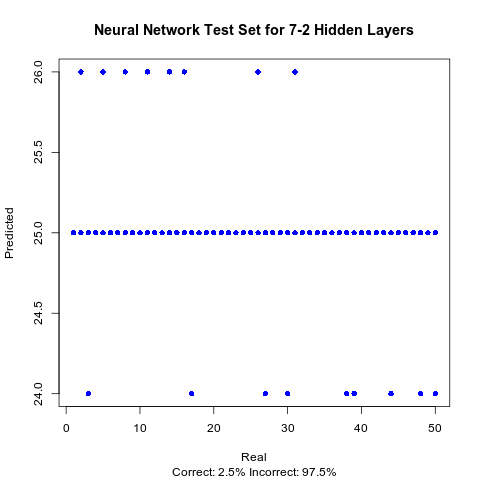 Neural Network Test Set for 7-2 Hidden Layers
26.0
25.5
25.0
24.5
24.0
Predicted
0 10 20 30 40 50
Real
Correct: 2.5% Incorrect: 97.5%